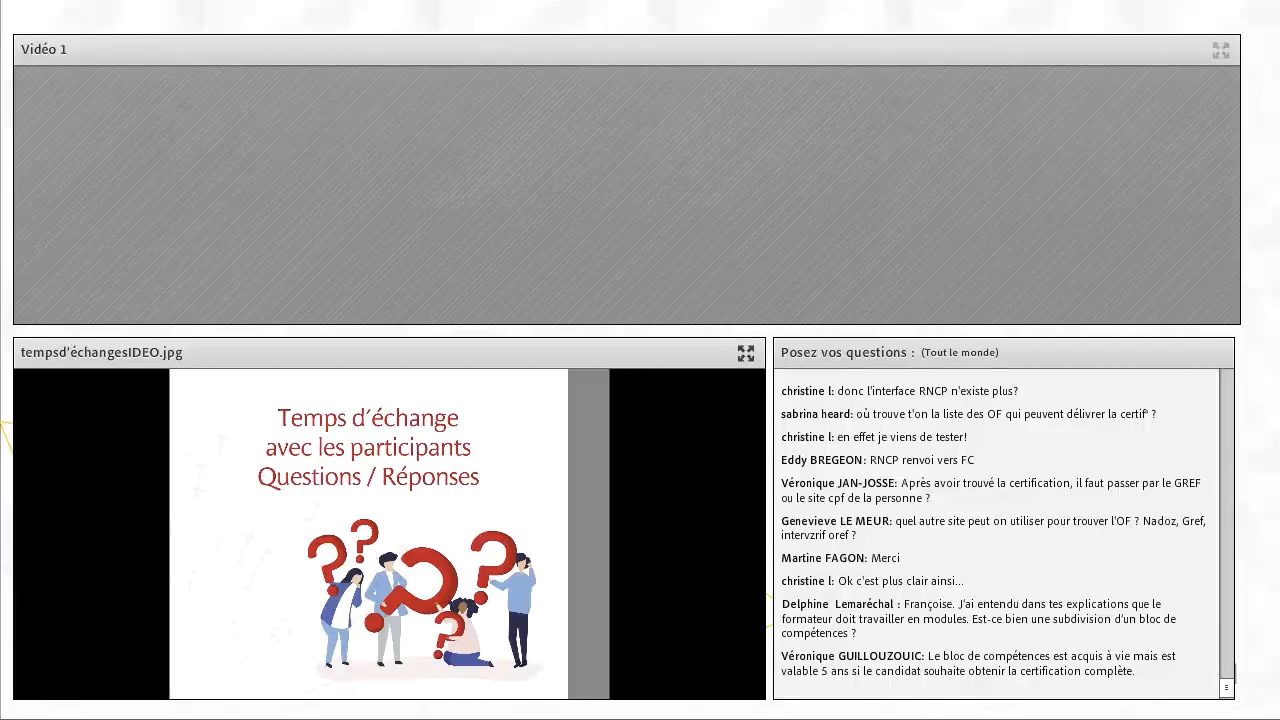 Vidéo 1
tempsd'échangesIDEO.jpg
Temps d´échange
avec les participants
Questions / Réponses
Posez vos questions : (Tout le monde)
christine l: donc l'interface RNCP n'existe plus?
sabrina heard: où trouve t'on la liste des OF qui peuvent délivrer la certif° ?
christine l: en effet je viens de tester!
Eddy BREGEON: RNCP renvoi vers FC
Véronique JAN-JOSSE: Après avoir trouvé la certification, il faut passer par le GREF
ou le site cpf de la personne ?
Genevieve LE MEUR: quel autre site peut on utiliser pour trouver l'OF ? Nadoz, Gref,
intervzrif oref ?
Martine FAGON: Merci
christine l: Ok c'est plus clair ainsi...
Delphine Lemaréchal : Françoise. J'ai entendu dans tes explications que le
formateur doit travailler en modules. Est-ce bien une subdivision d'un bloc de
compétences ?
Véronique GUILLOUZOUIC: Le bloc de compétences est acquis à vie mais est
valable 5 ans si le candidat souhaite obtenir la certification complète.